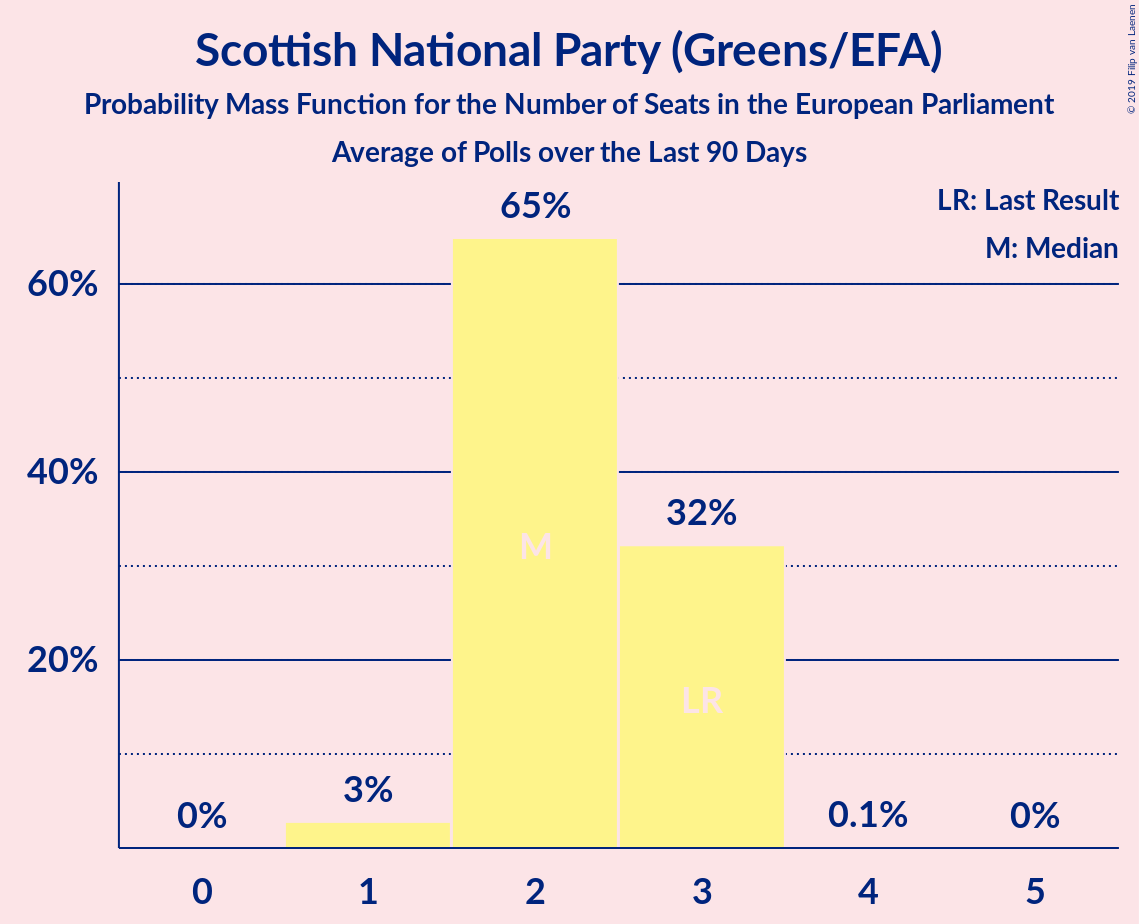 Scottish National Party (Greens/EFA)
Probability Mass Function for the Number of Seats in the European Parliament
Average of Polls over the Last 90 Days
© 2019 Filip van Laenen
LR: Last Result
M: Median
65%
60%
40%
32%
M
20%
LR
3%
0%
0.1%
0%
0 1 2 3 4 5